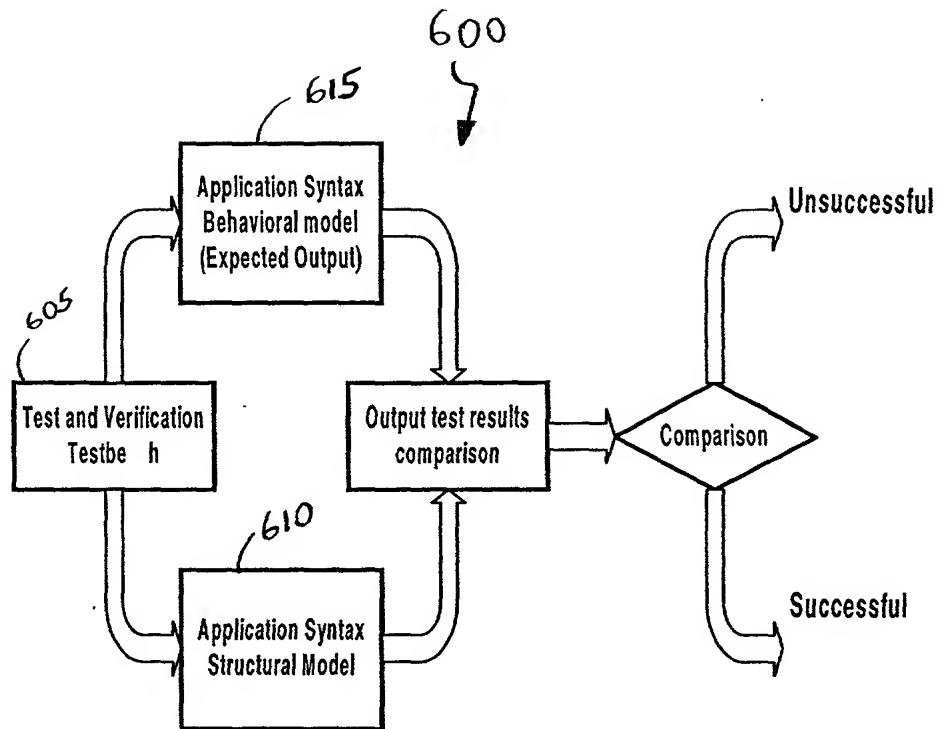 600
615
Application Syntax
Behavioral model
(Expected Output)
Unsuccessful
605
Test and Verification
Testbe h
Output test results
comparison
Comparison
610
Application Syntax
Structural Model
Successful